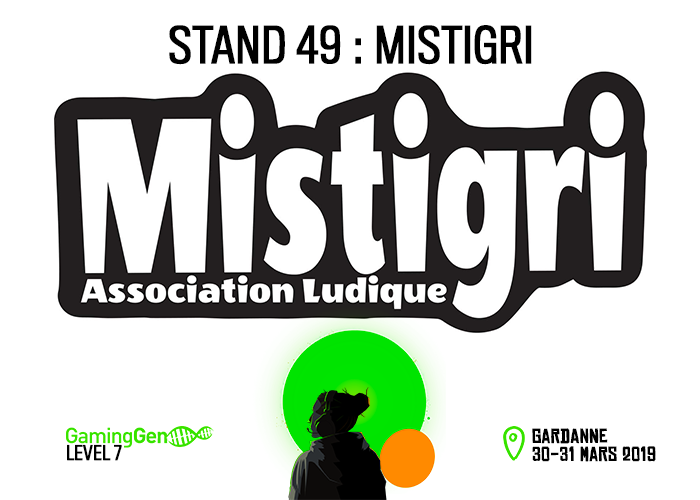 STAND 49 : MISTIGRI
Mistigri
Association Ludique
GamingGen
LEVEL 7
GARDANNE
30-31 MARS 2019